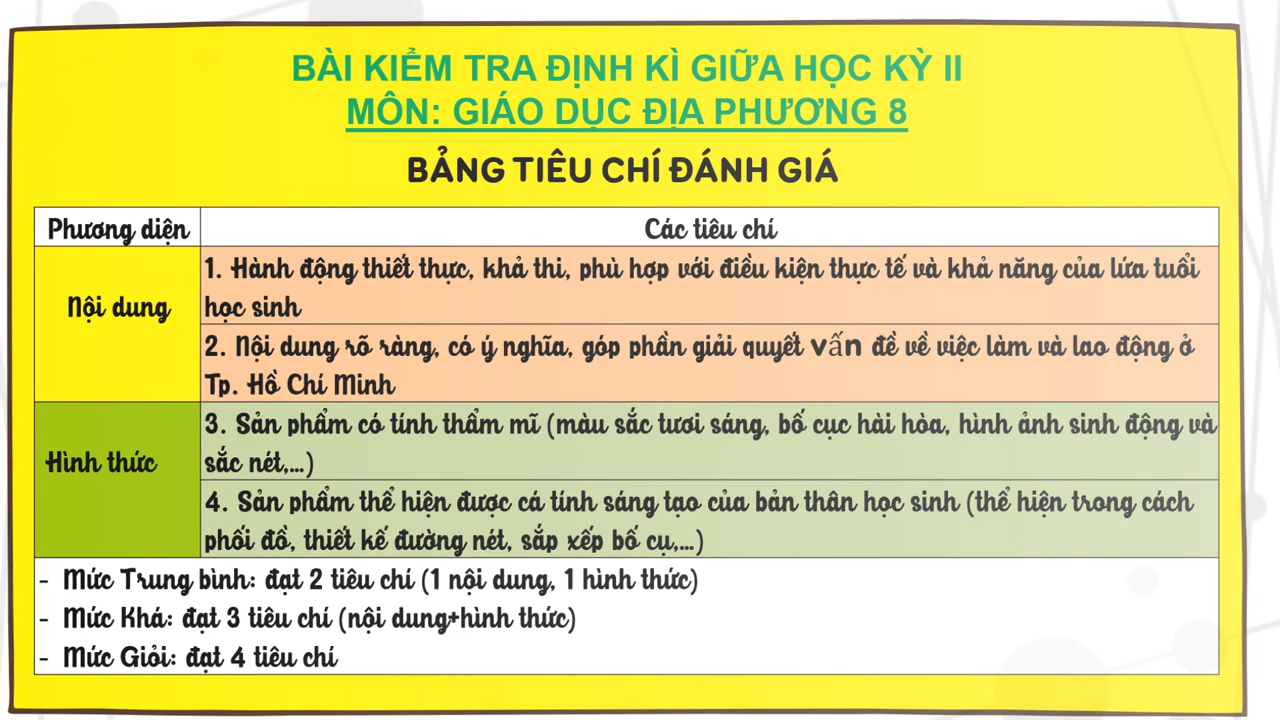 BÀI KIỂM TRA ĐỊNH KÌ GIỮA HỌC KỲ II
MÔN: GIÁO DỤC ĐỊA PHƯƠNG 8
BẢNG TIÊU CHÍ ĐÁNH GIÁ
Phương diện
Các tiêu chí
Nội dung
1. Hành động thiết thực, khả thi, phù hợp với điều kiện thực tế và khả năng của lứa tuổi
học sinh
2. Nội dung rõ ràng, có ý nghĩa, góp phần giải quyết vấn đề về việc làm và lao động ở
Tp. Hồ Chí Minh
Hình thức
3. Sản phẩm có tính thẩm mĩ (màu sắc tươi sáng, bố cục hài hòa, hình ảnh sinh động và
sắc nét,...)
4. Sản phẩm thể hiện được cá tính sáng tạo của bản thân học sinh (thể hiện trong cách
phối đồ, thiết kế đường nét, sắp xếp bố cụ,...)
- Mức Trung bình: đạt 2 tiêu chí (1 nội dung, 1 hình thức)
- Mức Khá: đạt 3 tiêu chí (nội dung+hình thức)
- Mức Giỏi: đạt 4 tiêu chí